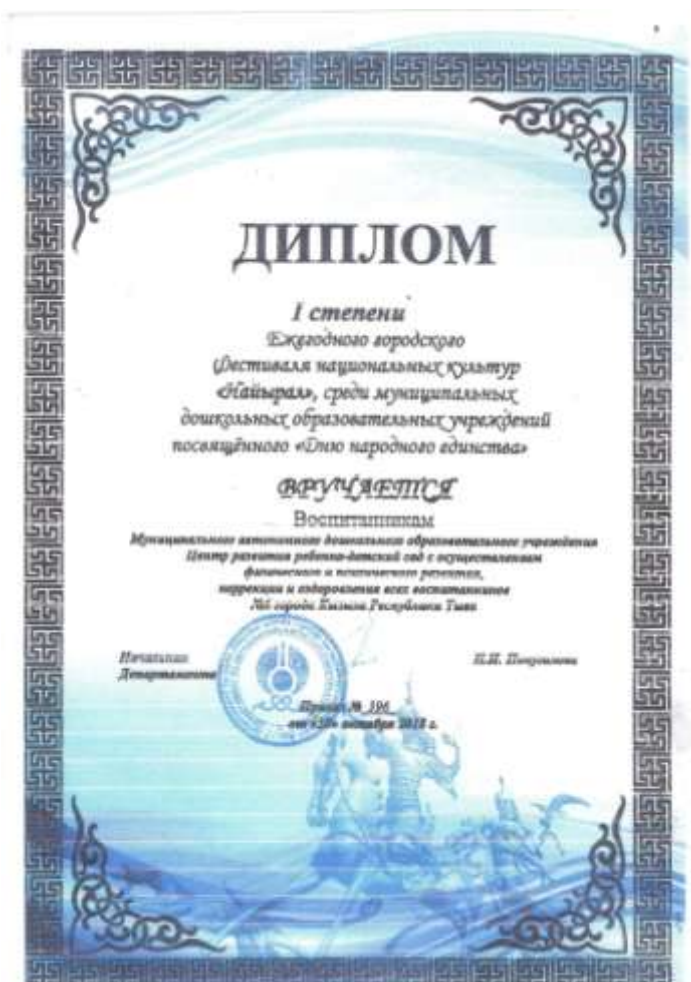 ДИПЛОМ
I степени
Ежегодного городского
фестиваля национальных культур
«Найырал», среди муниципальных
дошкольных образовательных учреждений
посвящённого «Дню народного единства»
ВРУЧАЕТСЯ
Воспитанникам
Муниципального автономного дошкольного образовательного учреждения
Центр развития ребенка-детский сад с осуществлением
физического и психического развития,
коррекции и оздоровления всех воспитанников
города Кызыла Республики Тыва
Начальник
Департамента
Приказ № 596
октября 2018 г.